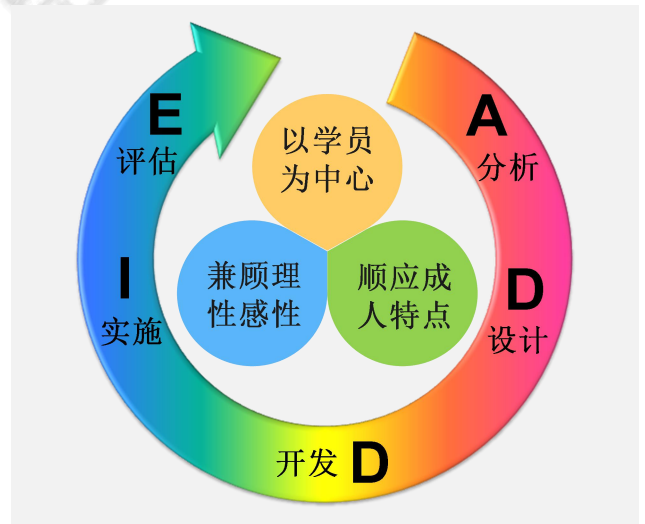 A
分析
D
设计
开发 D
I
实施
E
评估
以学员
为中心
兼顾理
性感性
顺应成
人特点